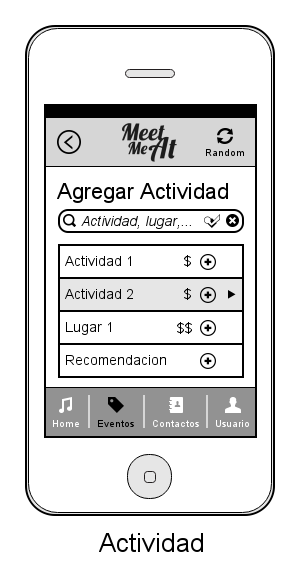 Meet
Me At
Random
Agregar Actividad
Actividad, lugar,...
Actividad 1 $
Actividad 2 $
Lugar 1 $$
Recomendacion
Home Eventos Contactos Usuario
Actividad